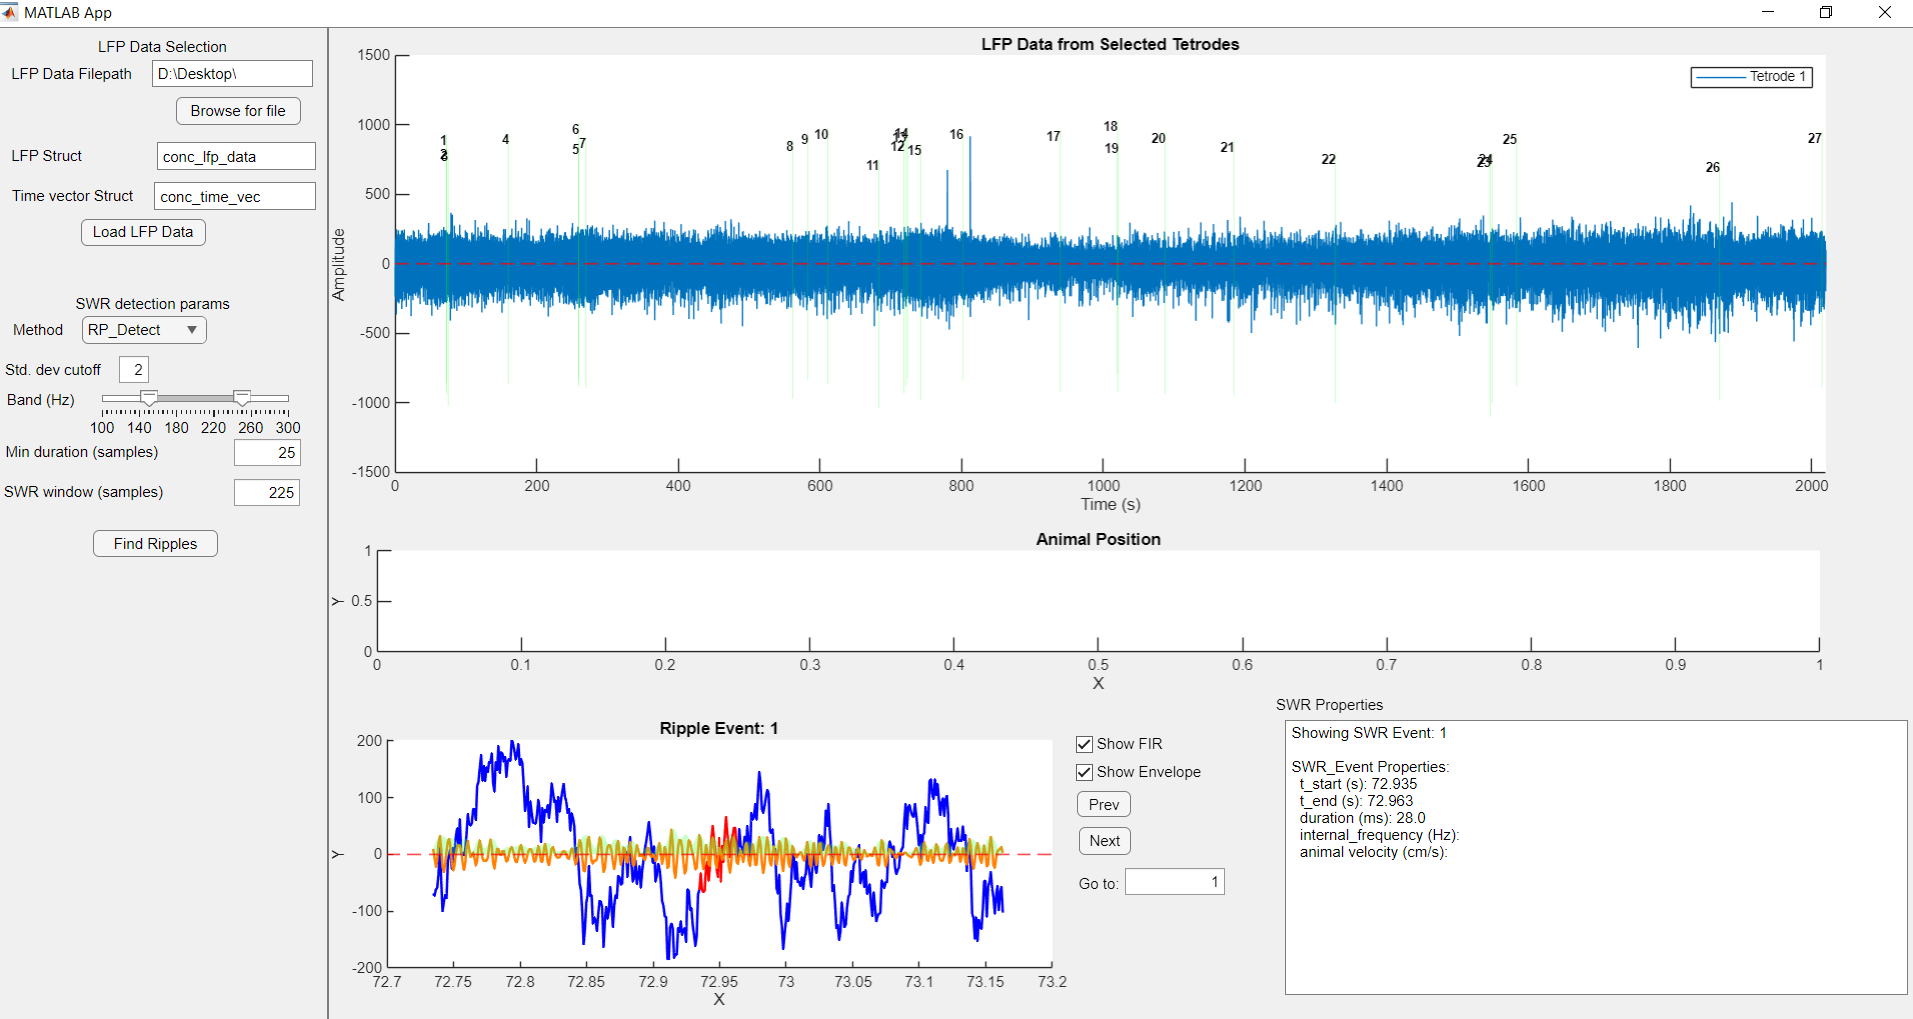 MATLAB App
LFP Data Selection
LFP Data Filepath D:\Desktop\
Browse for file
LFP Struct conc_lfp_data
Time vector Struct conc_time_vec
Load LFP Data
SWR detection params
Method RP_Detect
Std. dev cutoff 2
Band (Hz)
100 140 180 220 260 300
Min duration (samples) 25
SWR window (samples) 225
Find Ripples
LFP Data from Selected Tetrodes
Tetrode 1
Amplitude
1500
1000
500
0
-500
-1000
-1500
1 2 3 4 5 6 7 8 9 10 11 12 14 15 16 17 18 19 20 21 22 23 24 25 26 27
0 200 400 600 800 1000 1200 1400 1600 1800 2000
Time (s)
Animal Position
Y
1
0.5
0
0 0.1 0.2 0.3 0.4 0.5 0.6 0.7 0.8 0.9 1
X
Ripple Event: 1
Y
200
100
0
-100
-200
72.7 72.75 72.8 72.85 72.9 72.95 73 73.05 73.1 73.15 73.2
X
Show FIR
Show Envelope
Prev
Next
Go to: 1
SWR Properties
Showing SWR Event: 1
SWR_Event Properties:
t_start (s): 72.935
t_end (s): 72.963
duration (ms): 28.0
internal_frequency (Hz):
animal velocity (cm/s):